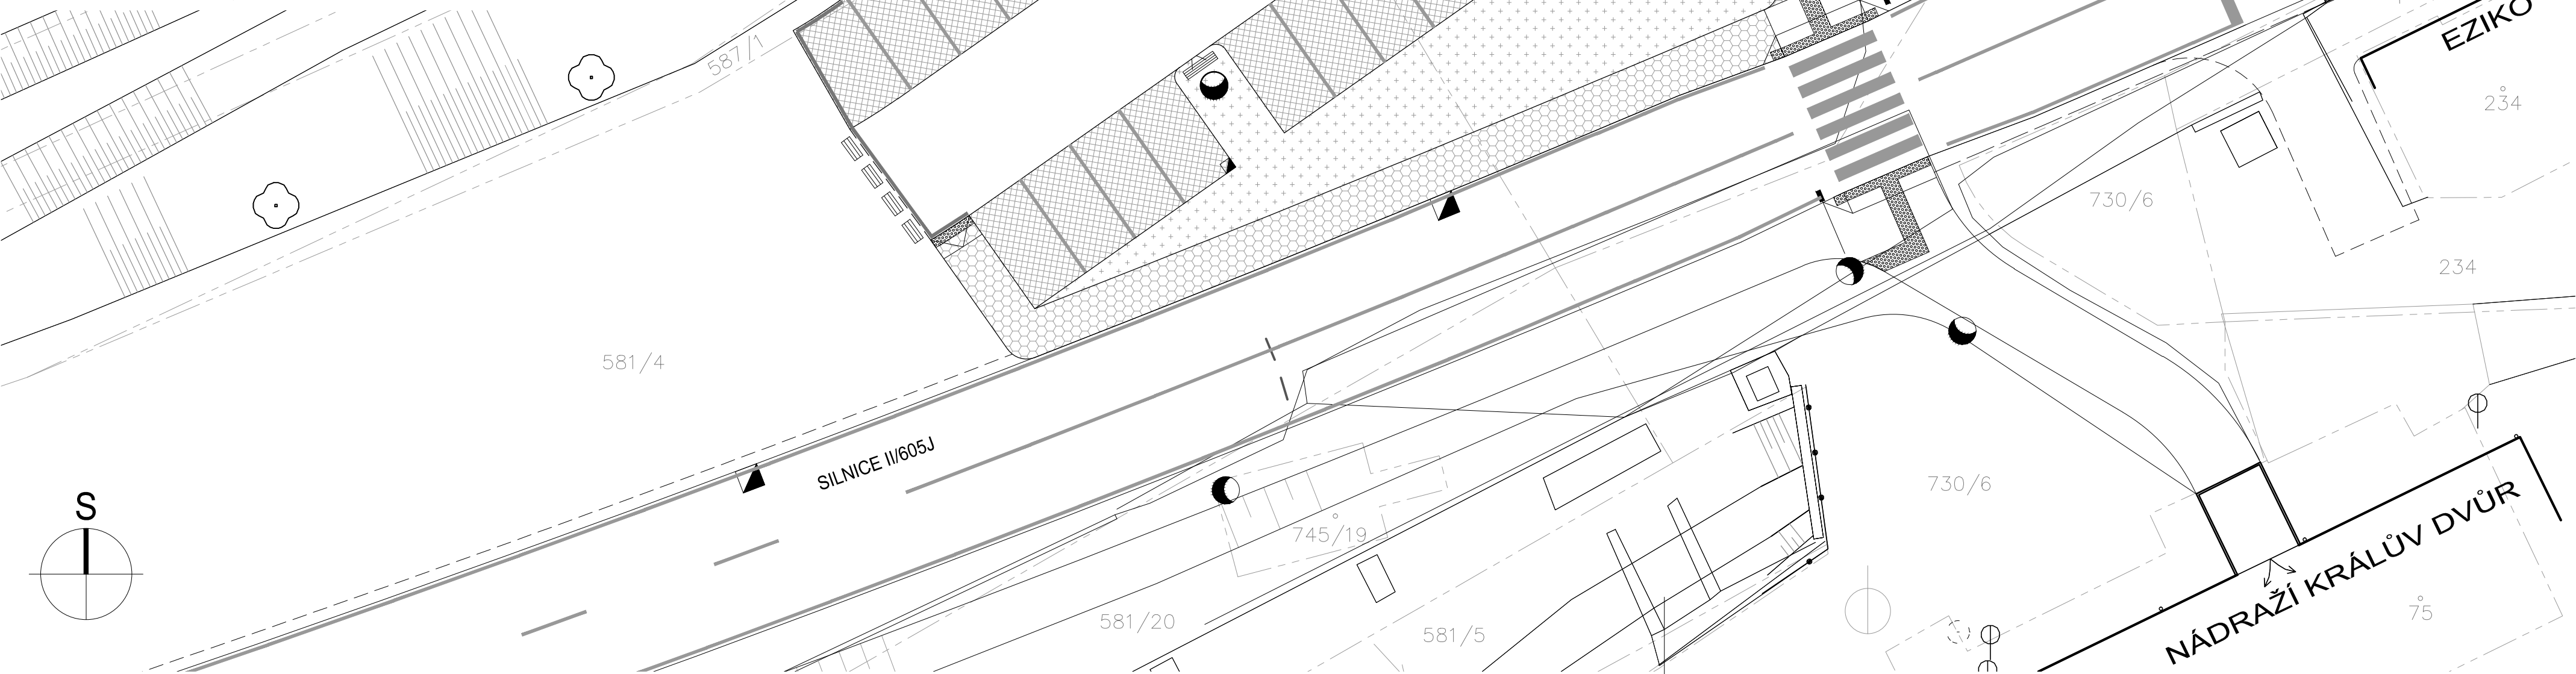 587/1
EZIKO
234
730/6
234
581/4
SILNICE II/605J
S
745/19
730/6
NÁDRAŽÍ KRÁLŮV DVŮR
581/20
581/5
75